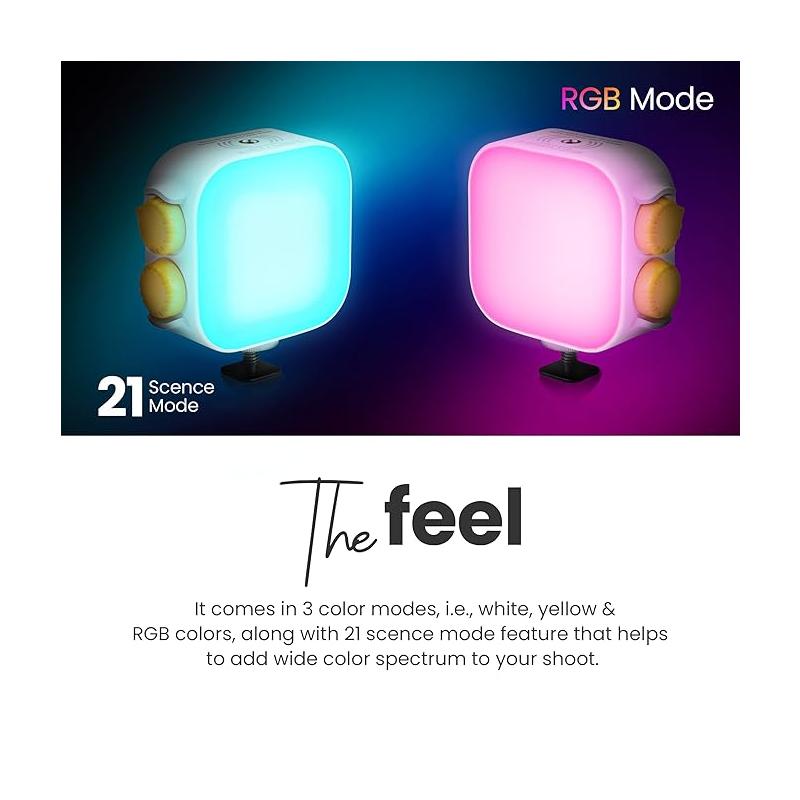 RGB Mode
21 Scence
Mode
The feel
It comes in 3 color modes, i.e., white, yellow &
RGB colors, along with 21 scence mode feature that helps
to add wide color spectrum to your shoot.